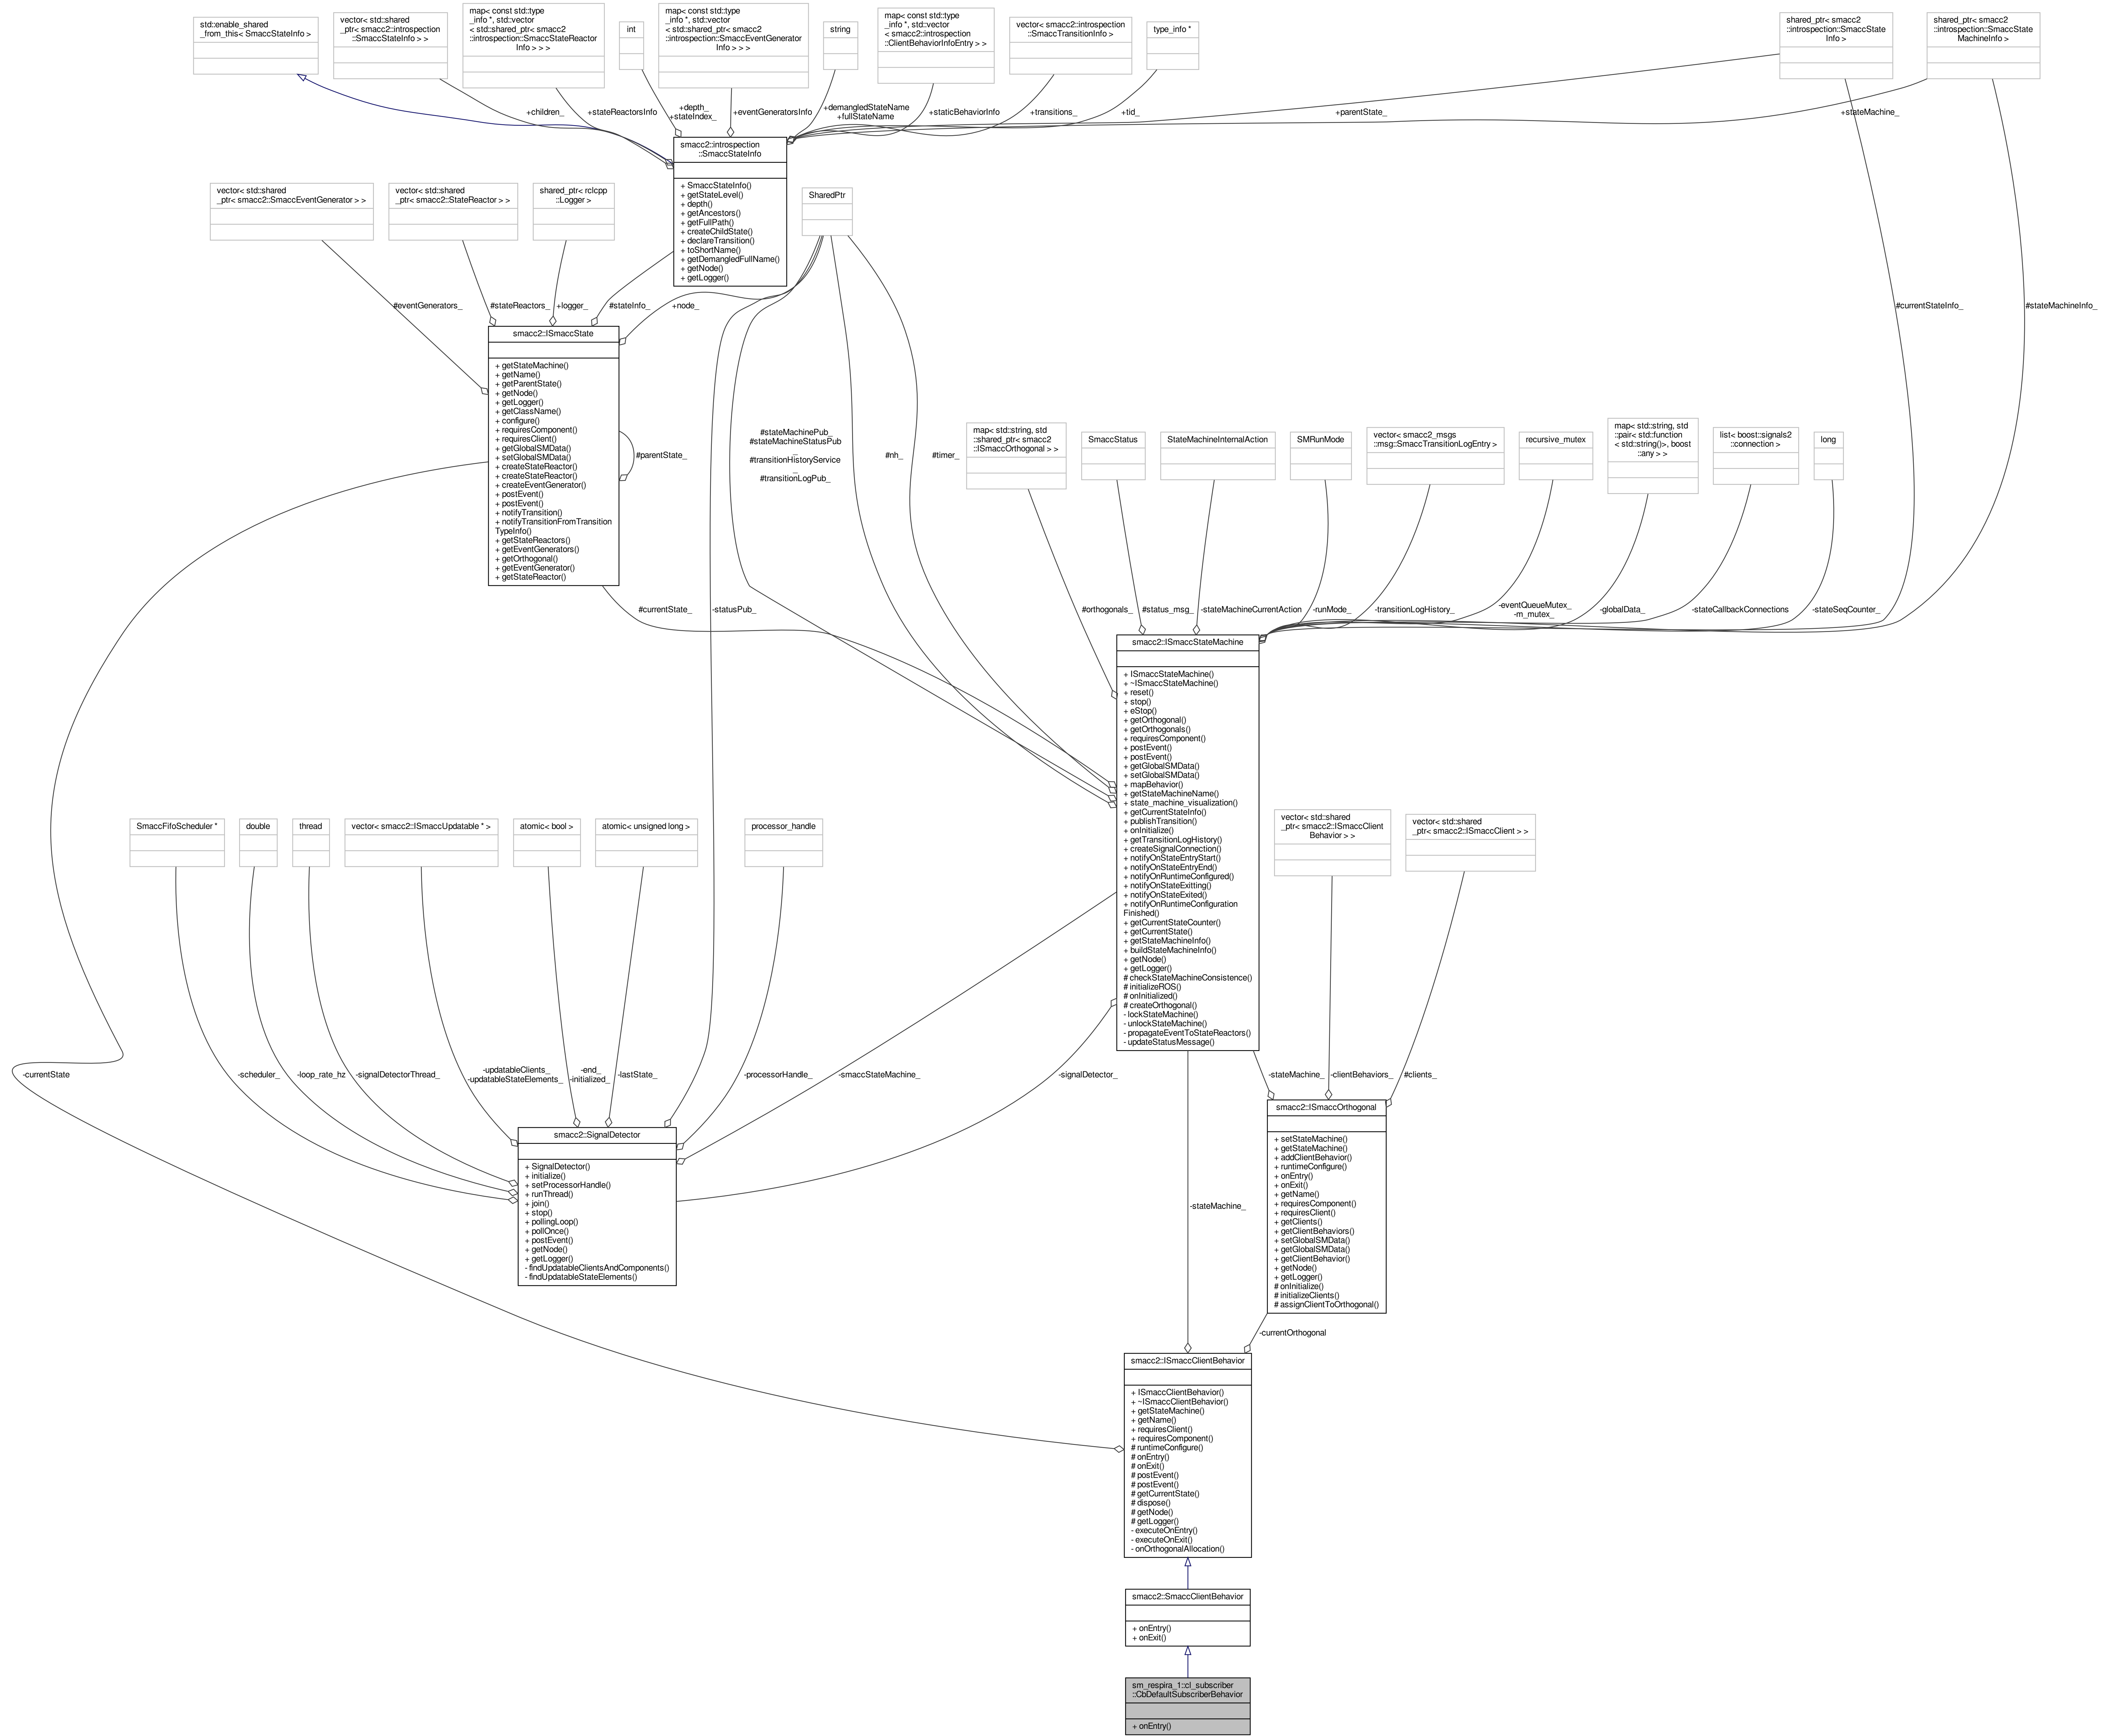 std::enable_shared
_from_this< SmaccStateInfo >
vector< std::shared
_ptr< smacc2::introspection
::SmaccStateInfo > >
map< const std::type
_info *, std::vector
< std::shared_ptr< smacc2
::introspection::SmaccStateReactor
Info > > >
int
map< const std::type
_info *, std::vector
< std::shared_ptr< smacc2
::introspection::SmaccEventGenerator
Info > > >
string
map< const std::type
_info *, std::vector
< smacc2::introspection
::ClientBehaviorInfoEntry > >
vector< smacc2::introspection
::SmaccTransitionInfo >
type_info *
shared_ptr< smacc2
::introspection::SmaccState
Info >
shared_ptr< smacc2
::introspection::SmaccState
MachineInfo >
+children_
+stateReactorsInfo
+depth_
+stateIndex_
+eventGeneratorsInfo
+demangledStateName
+fullStateName
+staticBehaviorInfo
+transitions_
+tid_
+parentState_
+stateMachine_
smacc2::introspection
::SmaccStateInfo
+ SmaccStateInfo()
+ getStateLevel()
+ depth()
+ getAncestors()
+ getFullPath()
+ createChildState()
+ declareTransition()
+ toShortName()
+ getDemangledFullName()
+ getNode()
+ getLogger()
vector< std::shared
_ptr< smacc2::SmaccEventGenerator > >
vector< std::shared
_ptr< smacc2::StateReactor > >
shared_ptr< rclcpp
::Logger >
SharedPtr
#eventGenerators_
#stateReactors_
+logger_
#stateInfo_
+node_
#currentStateInfo_
#stateMachineInfo_
smacc2::ISmaccState
+ getStateMachine()
+ getName()
+ getParentState()
+ getNode()
+ getLogger()
+ getClassName()
+ configure()
+ requiresComponent()
+ requiresClient()
+ getGlobalSMData()
+ setGlobalSMData()
+ createStateReactor()
+ createStateReactor()
+ createEventGenerator()
+ postEvent()
+ postEvent()
+ notifyTransition()
+ notifyTransitionFromTransition
TypeInfo()
+ getStateReactors()
+ getEventGenerators()
+ getOrthogonal()
+ getEventGenerator()
+ getStateReactor()
#parentState_
#stateMachinePub_
#stateMachineStatusPub
_
#transitionHistoryService
_
#transitionLogPub_
#nh_
#timer_
map< std::string, std
::shared_ptr< smacc2
::ISmaccOrthogonal > >
SmaccStatus
StateMachineInternalAction
SMRunMode
vector< smacc2_msgs
::msg::SmaccTransitionLogEntry >
recursive_mutex
map< std::string, std
::pair< std::function
< std::string()>, boost
::any > >
list< boost::signals2
::connection >
long
#currentState_
-statusPub_
#orthogonals_
#status_msg_
-stateMachineCurrentAction
-runMode_
-transitionLogHistory_
-eventQueueMutex_
-m_mutex_
-globalData_
-stateCallbackConnections
-stateSeqCounter_
smacc2::ISmaccStateMachine
+ ISmaccStateMachine()
+ ~ISmaccStateMachine()
+ reset()
+ stop()
+ eStop()
+ getOrthogonal()
+ getOrthogonals()
+ requiresComponent()
+ postEvent()
+ postEvent()
+ getGlobalSMData()
+ setGlobalSMData()
+ mapBehavior()
+ getStateMachineName()
+ state_machine_visualization()
+ getCurrentStateInfo()
+ publishTransition()
+ onInitialize()
+ getTransitionLogHistory()
+ createSignalConnection()
+ notifyOnStateEntryStart()
+ notifyOnStateEntryEnd()
+ notifyOnRuntimeConfigured()
+ notifyOnStateExitting()
+ notifyOnStateExited()
+ notifyOnRuntimeConfiguration
Finished()
+ getCurrentStateCounter()
+ getCurrentState()
+ getStateMachineInfo()
+ buildStateMachineInfo()
+ getNode()
+ getLogger()
# checkStateMachineConsistence()
# initializeROS()
# onInitialized()
# createOrthogonal()
- lockStateMachine()
- unlockStateMachine()
- propagateEventToStateReactors()
- updateStatusMessage()
SmaccFifoScheduler *
double
thread
vector< smacc2::ISmaccUpdatable * >
atomic< bool >
atomic< unsigned long >
processor_handle
vector< std::shared
_ptr< smacc2::ISmaccClient
Behavior > >
vector< std::shared
_ptr< smacc2::ISmaccClient > >
-currentState
-scheduler_
-loop_rate_hz
-signalDetectorThread_
-updatableClients_
-updatableStateElements_
-end_
-initialized_
-lastState_
-processorHandle_
-smaccStateMachine_
-signalDetector_
-stateMachine_
-clientBehaviors_
#clients_
smacc2::SignalDetector
+ SignalDetector()
+ initialize()
+ setProcessorHandle()
+ runThread()
+ join()
+ stop()
+ pollingLoop()
+ pollOnce()
+ postEvent()
+ getNode()
+ getLogger()
- findUpdatableClientsAndComponents()
- findUpdatableStateElements()
smacc2::ISmaccOrthogonal
+ setStateMachine()
+ getStateMachine()
+ addClientBehavior()
+ runtimeConfigure()
+ onEntry()
+ onExit()
+ getName()
+ requiresComponent()
+ requiresClient()
+ getClients()
+ getClientBehaviors()
+ setGlobalSMData()
+ getGlobalSMData()
+ getClientBehavior()
+ getNode()
+ getLogger()
# onInitialize()
# initializeClients()
# assignClientToOrthogonal()
-stateMachine_
-currentOrthogonal
smacc2::ISmaccClientBehavior
+ ISmaccClientBehavior()
+ ~ISmaccClientBehavior()
+ getStateMachine()
+ getName()
+ requiresClient()
+ requiresComponent()
# runtimeConfigure()
# onEntry()
# onExit()
# postEvent()
# postEvent()
# getCurrentState()
# dispose()
# getNode()
# getLogger()
- executeOnEntry()
- executeOnExit()
- onOrthogonalAllocation()
smacc2::SmaccClientBehavior
+ onEntry()
+ onExit()
sm_respira_1::cl_subscriber
::CbDefaultSubscriberBehavior
+ onEntry()